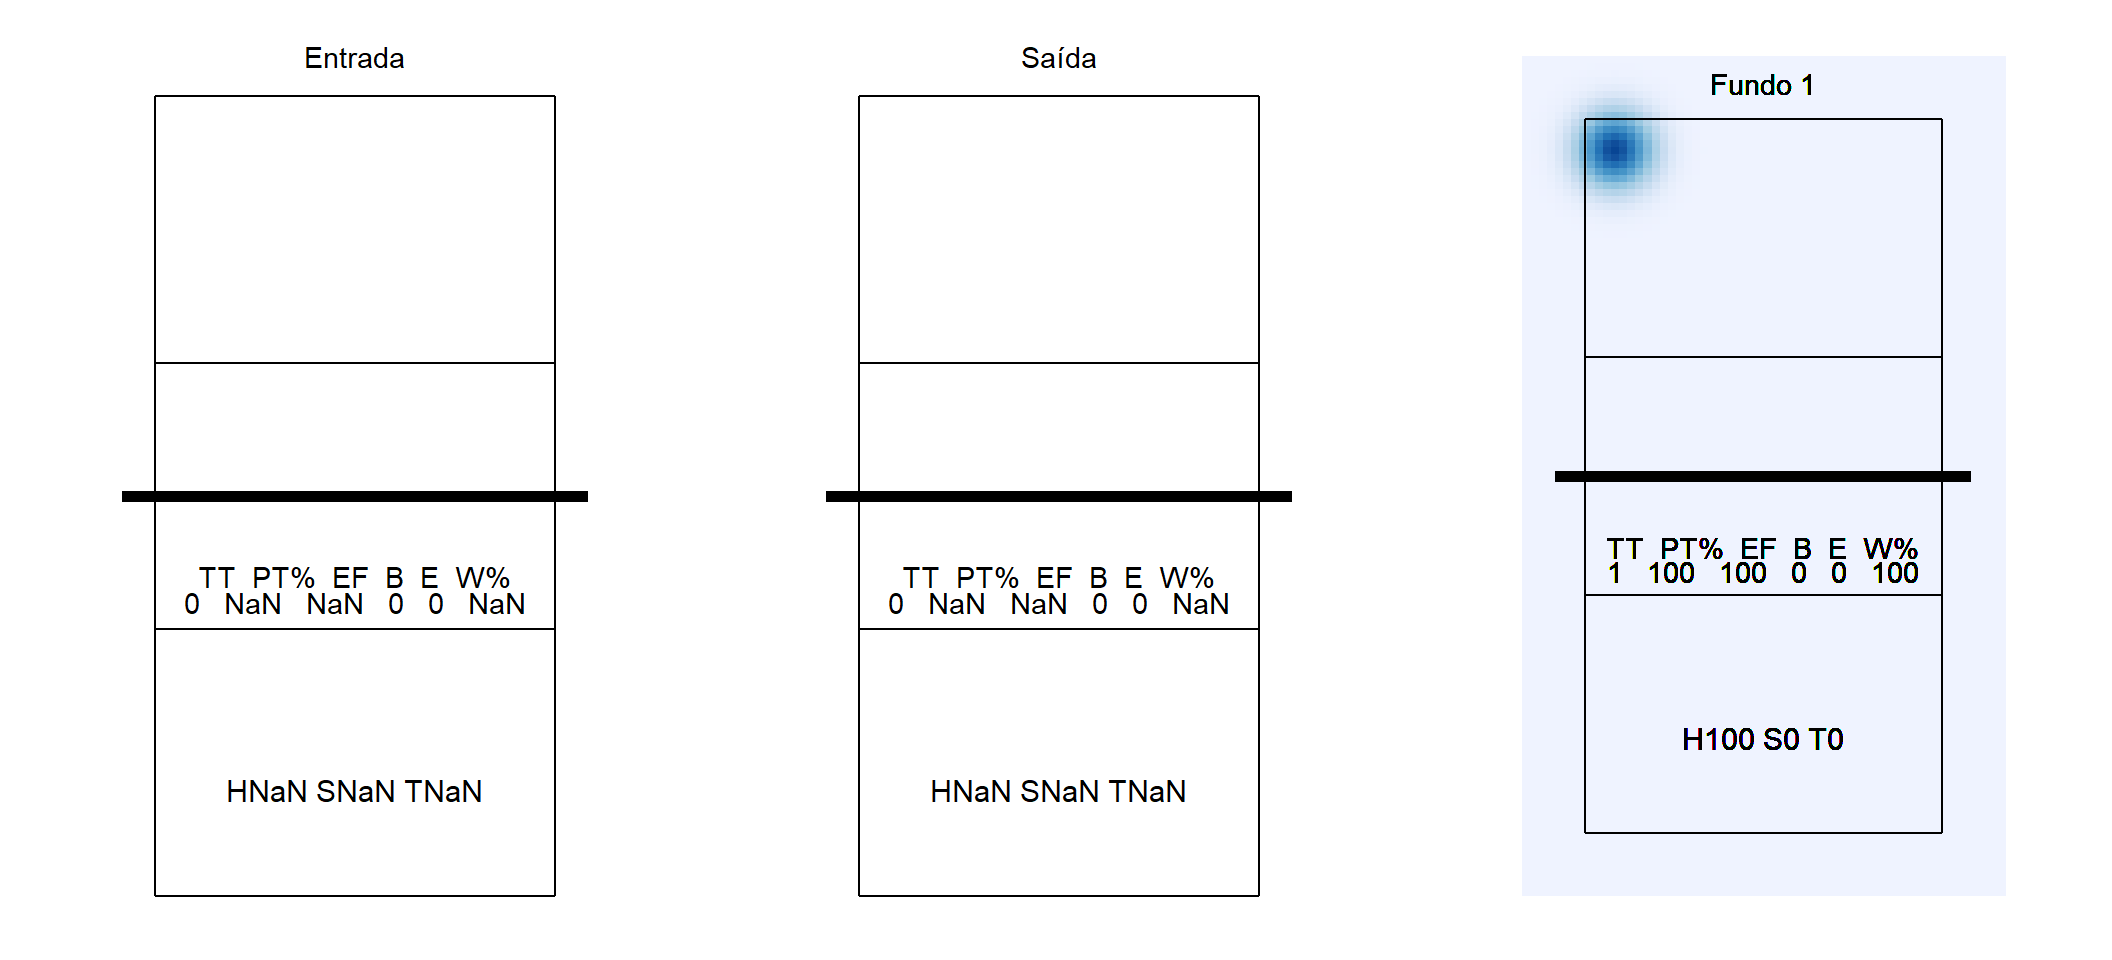 Entrada
TT PT% EF B E W%
0 NaN NaN 0 0 NaN
HNaN SNaN TNaN
Saída
TT PT% EF B E W%
0 NaN NaN 0 0 NaN
HNaN SNaN TNaN
Fundo 1
TT PT% EF B E W%
1 100 100 0 0 100
H100 S0 T0